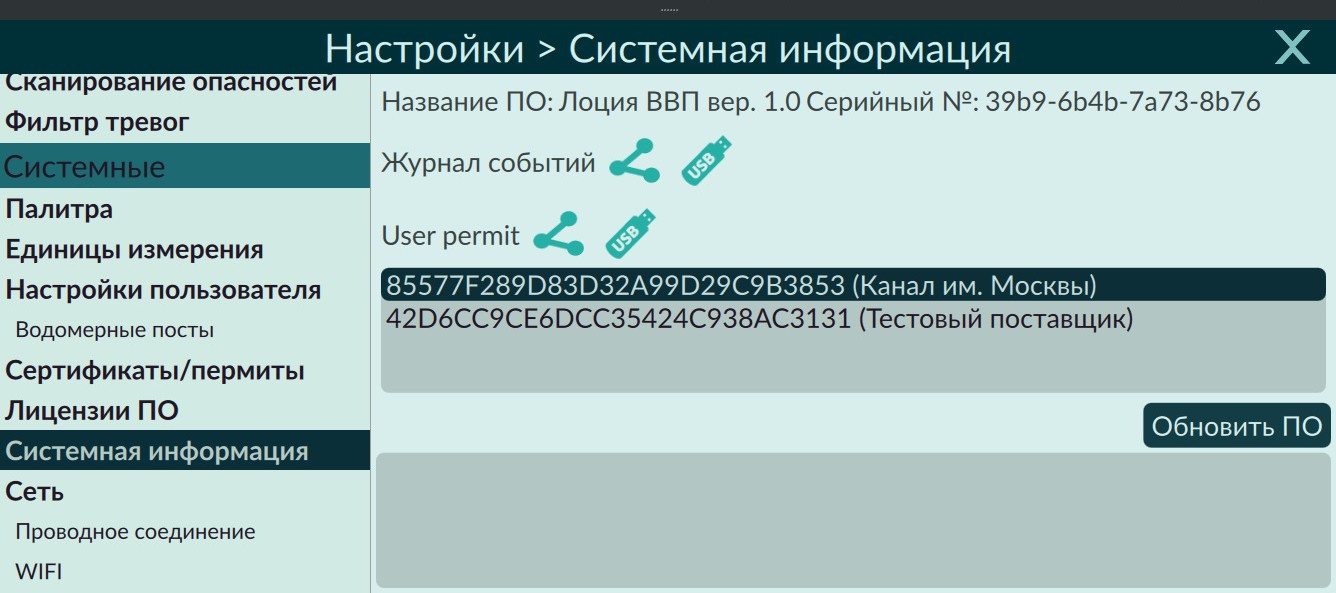 Настройки > Системная информация X
Сканирование опасностей
Фильтр тревог
Системные
Палитра
Единицы измерения
Настройки пользователя
Водомерные посты
Сертификаты/пермиты
Лицензии ПО
Системная информация
Сеть
Проводное соединение
WIFI
Название ПО: Лоция ВВП вер. 1.0 Серийный №: 39b9-6b4b-7a73-8b76
Журнал событий USB
User permit USB
85577F289D83D32A99D29C9B3853 (Канал им. Москвы)
42D6CC9CE6DCC35424C938AC3131 (Тестовый поставщик)
Обновить ПО